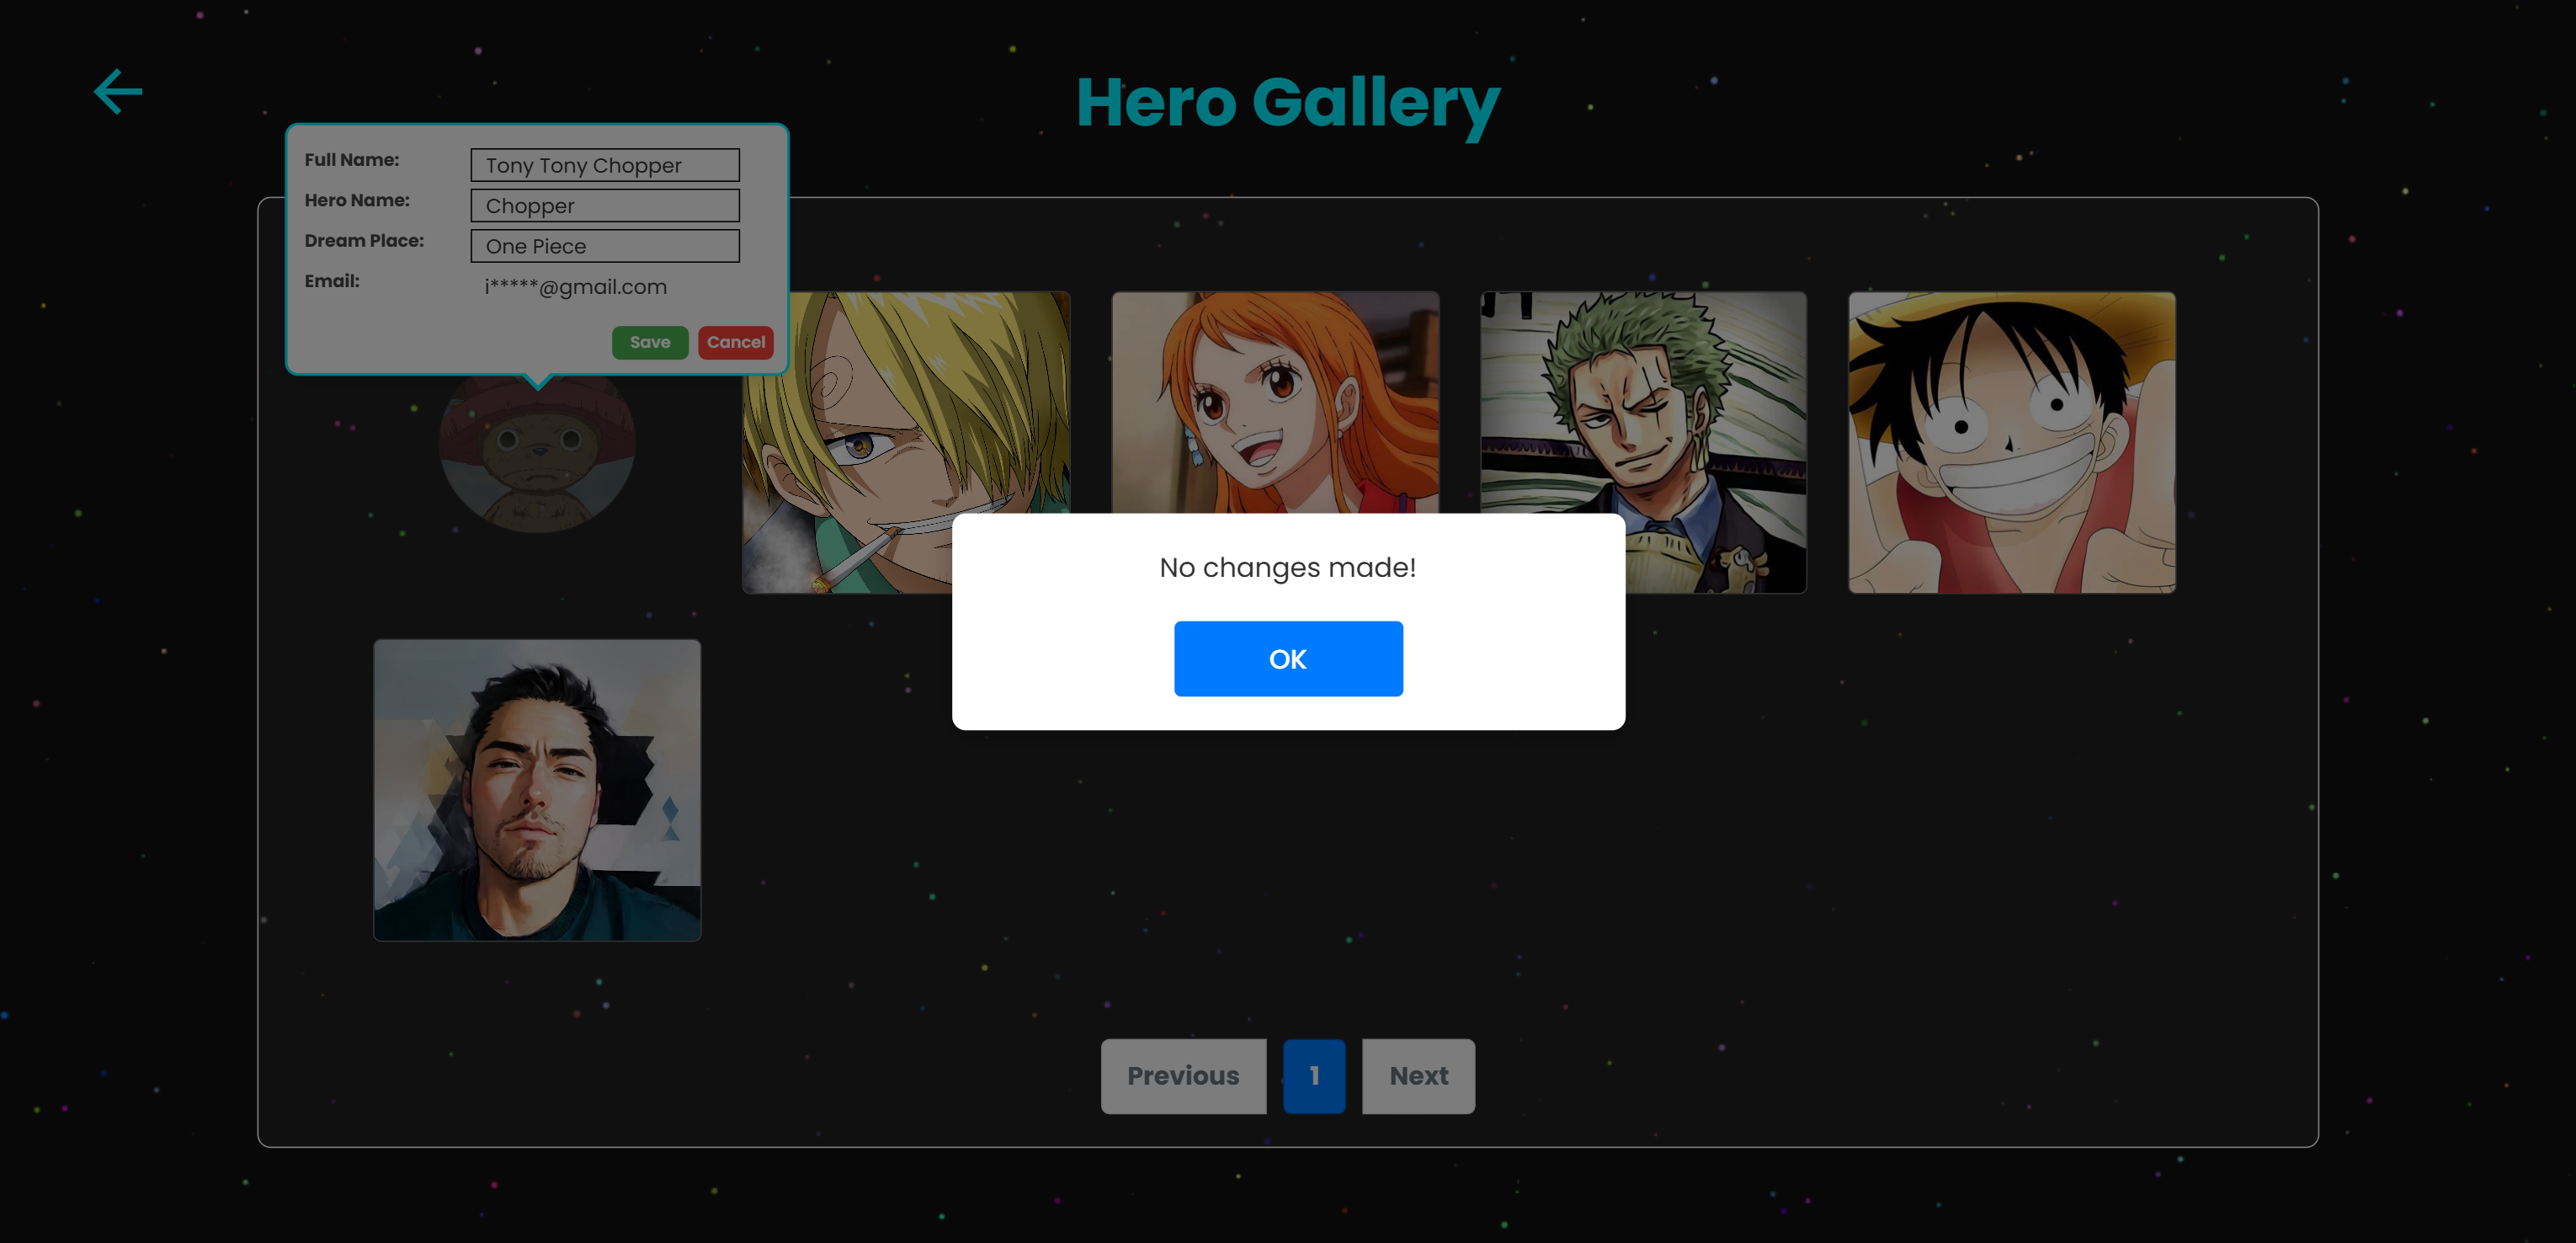 Hero Gallery
Full Name: Tony Tony Chopper
Hero Name: Chopper
Dream Place: One Piece
Email: i*****@gmail.com
Save Cancel
No changes made!
OK
Previous 1 Next